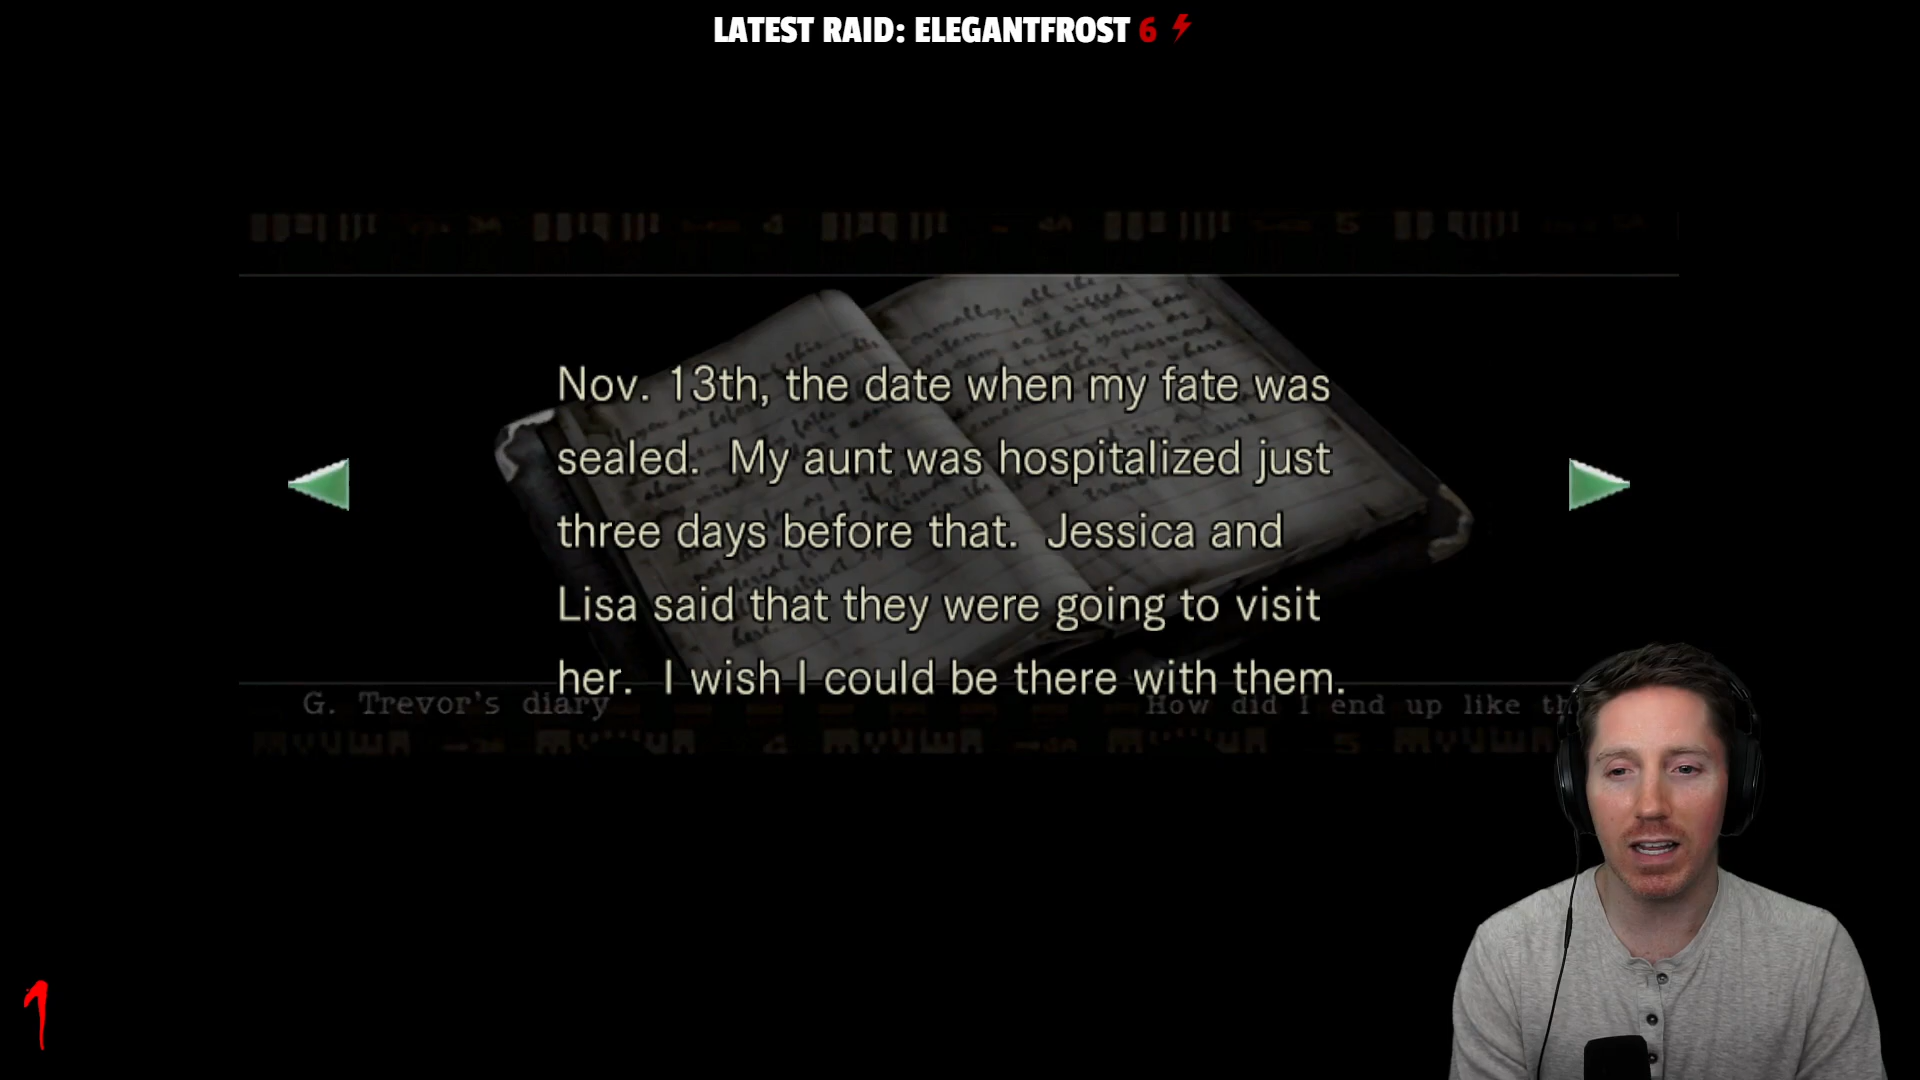 LATEST RAID: ELEGANTFROST 6
Nov. 13th, the date when my fate was
sealed. My aunt was hospitalized just
three days before that. Jessica and
Lisa said that they were going to visit
her. I wish I could be there with them.
G. Trevor's diary
How did I end up like
1